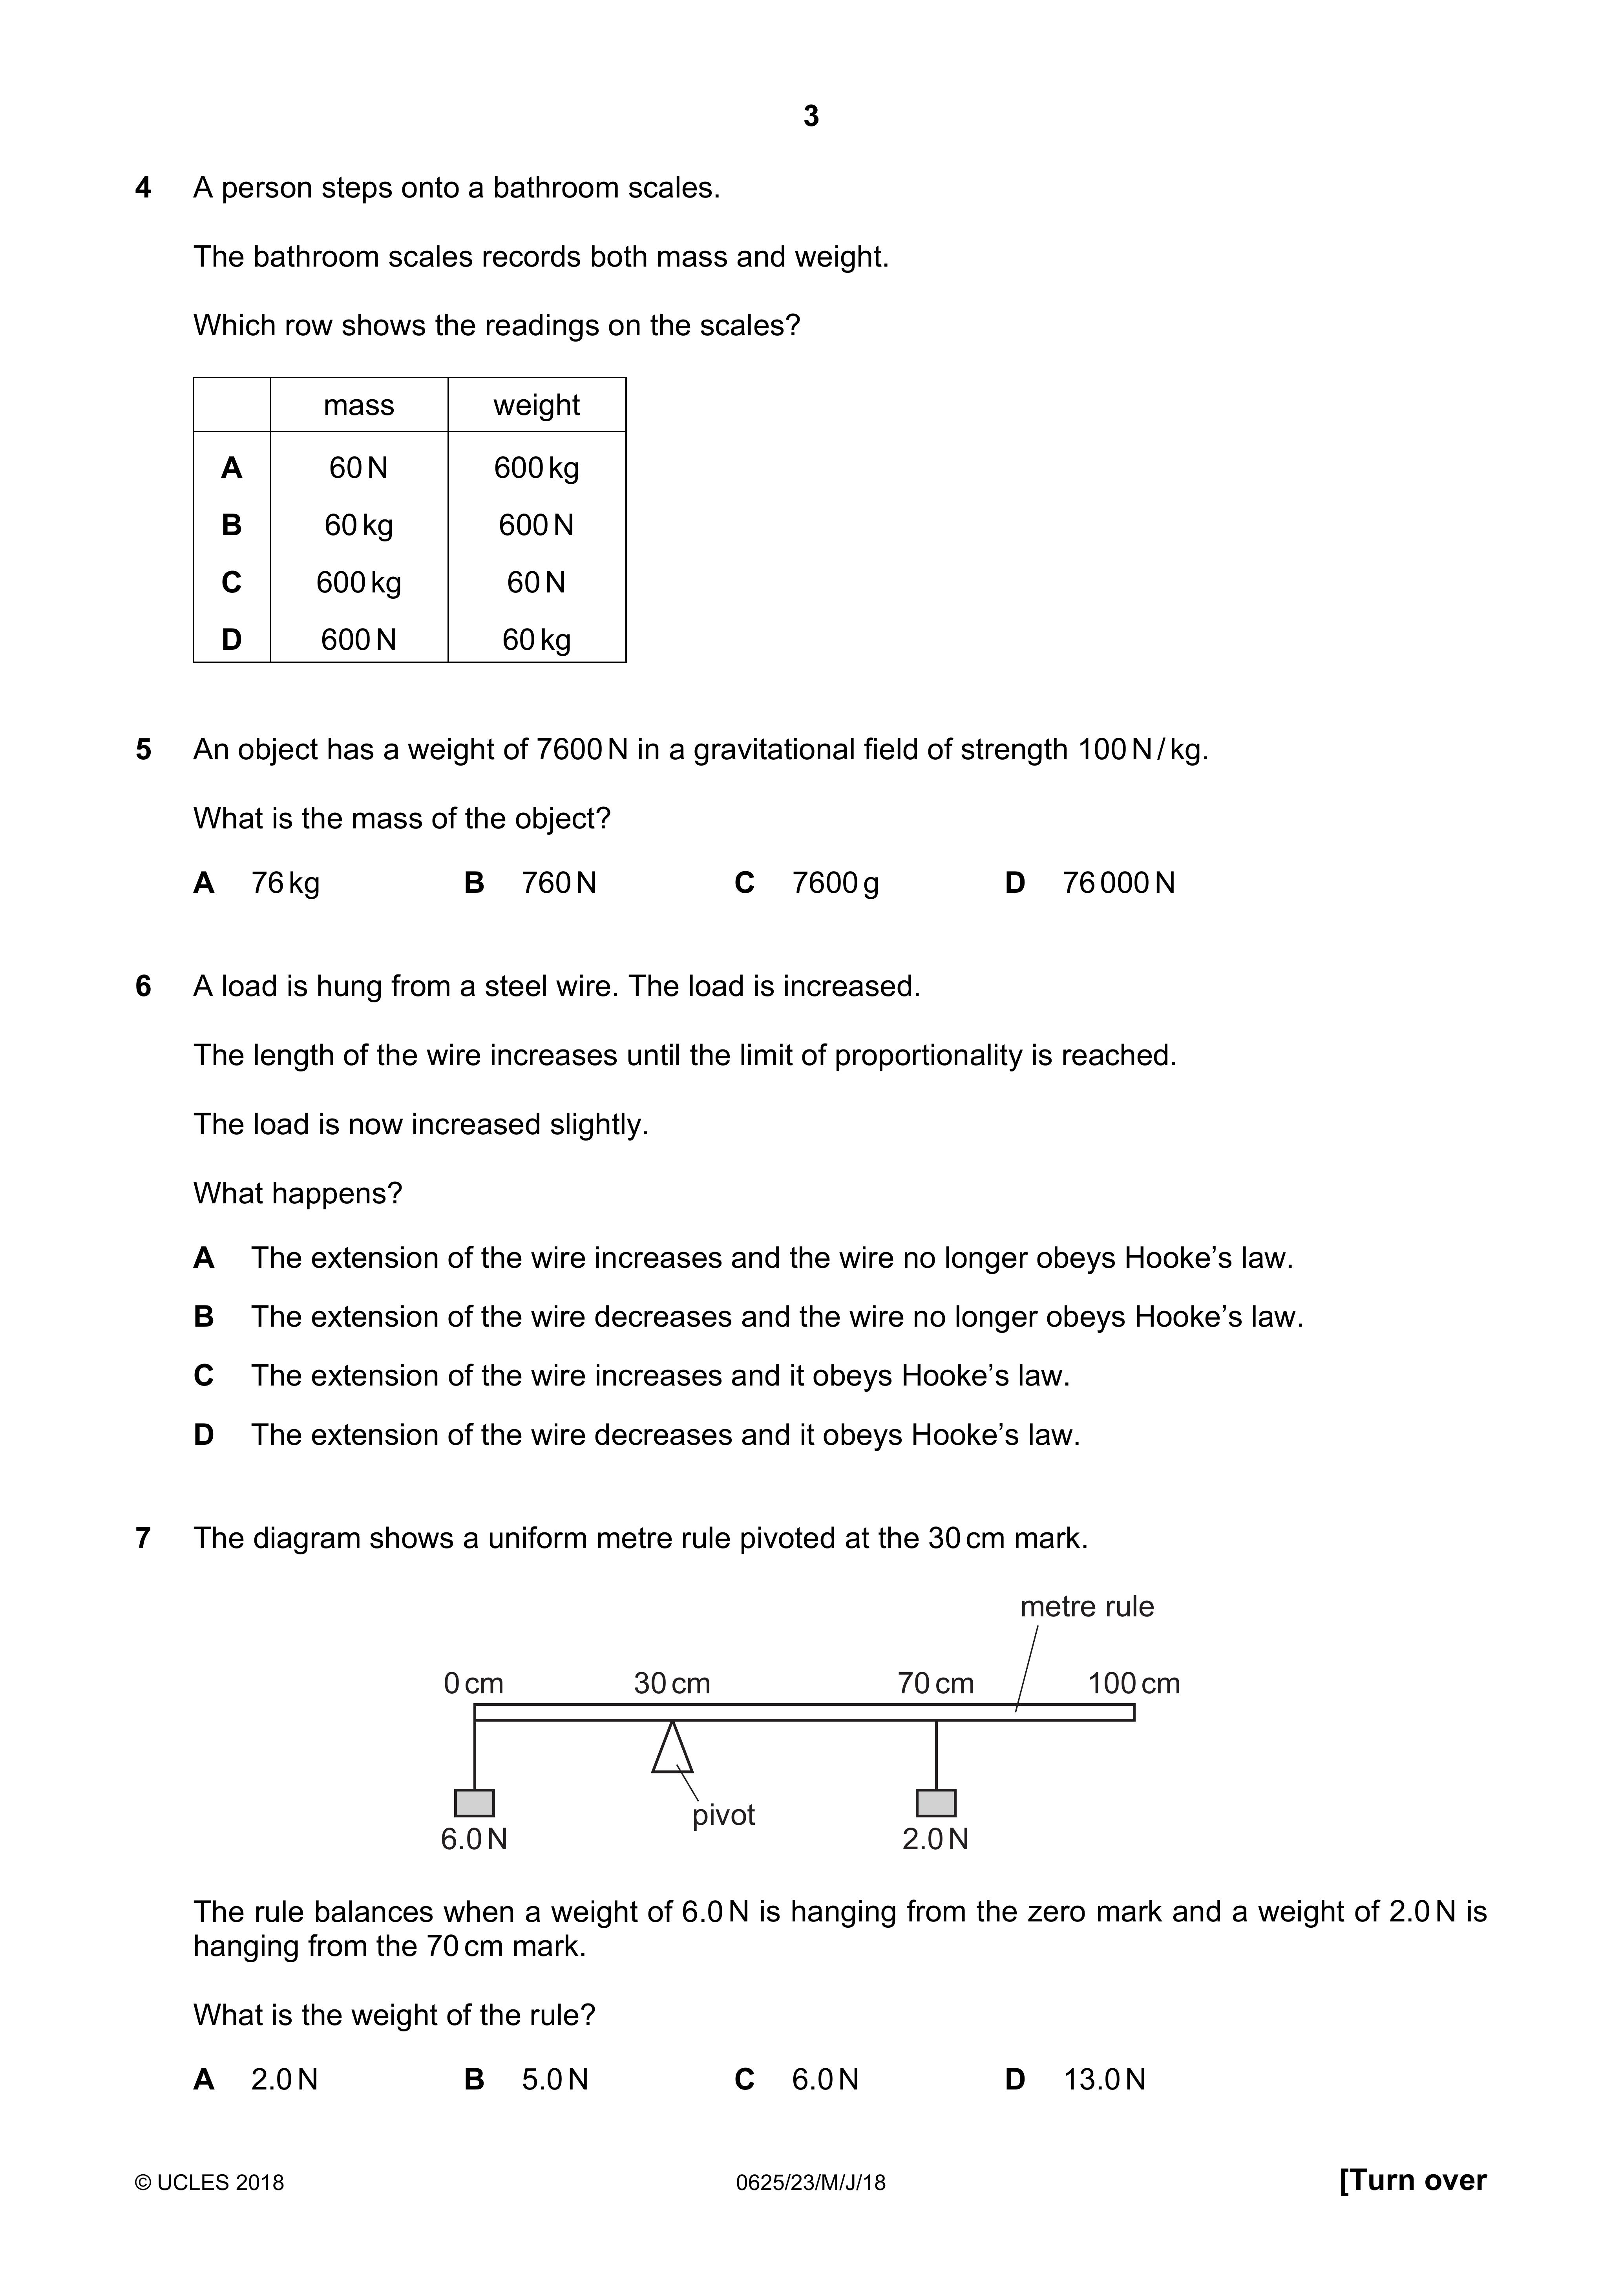 3
4 A person steps onto a bathroom scales.
The bathroom scales records both mass and weight.
Which row shows the readings on the scales?
mass weight
A 60 N 600 kg
B 60 kg 600 N
C 600 kg 60 N
D 600 N 60 kg
5 An object has a weight of 7600 N in a gravitational field of strength 100 N / kg.
What is the mass of the object?
A 76 kg B 760 N C 7600 g D 76 000 N
6 A load is hung from a steel wire. The load is increased.
The length of the wire increases until the limit of proportionality is reached.
The load is now increased slightly.
What happens?
A The extension of the wire increases and the wire no longer obeys Hooke’s law.
B The extension of the wire decreases and the wire no longer obeys Hooke’s law.
C The extension of the wire increases and it obeys Hooke’s law.
D The extension of the wire decreases and it obeys Hooke’s law.
7 The diagram shows a uniform metre rule pivoted at the 30 cm mark.
metre rule
0 cm 30 cm 70 cm 100 cm
pivot
6.0 N 2.0 N
The rule balances when a weight of 6.0 N is hanging from the zero mark and a weight of 2.0 N is
hanging from the 70 cm mark.
What is the weight of the rule?
A 2.0 N B 5.0 N C 6.0 N D 13.0 N
© UCLES 2018 0625/23/M/J/18 [Turn over